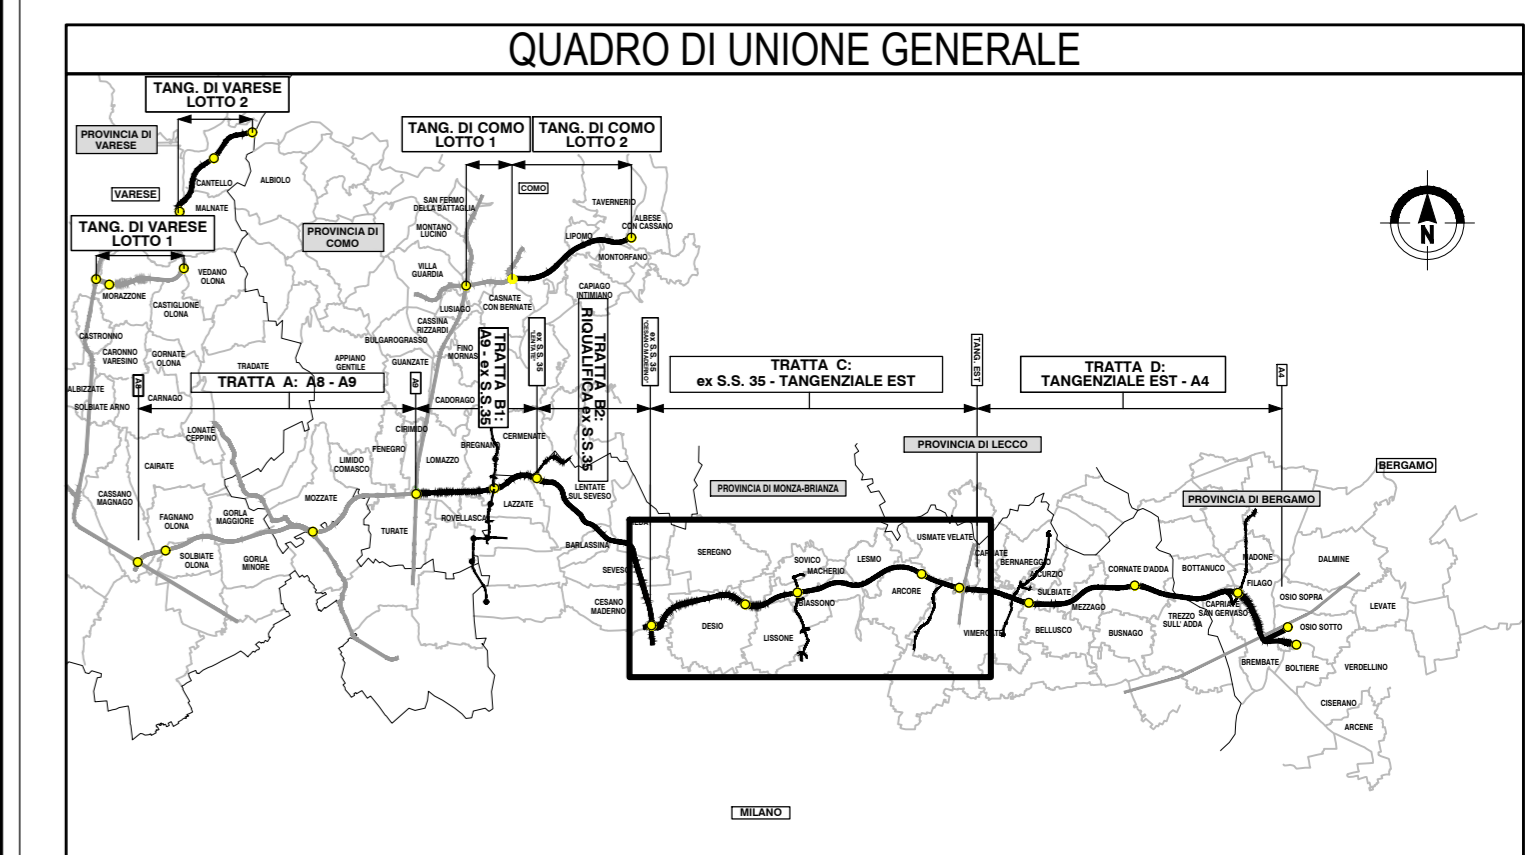 QUADRO DI UNIONE GENERALE
TANG. DI VARESE
LOTTO 2
PROVINCIA DI
VARESE
TANG. DI COMO
LOTTO 1
TANG. DI COMO
LOTTO 2
CANTELLO
ALBIOLO
VARESE
MALNATE
COMO
SAN FERMO
DELLA BATTAGLIA
TAVERNERIO
TANG. DI VARESE
LOTTO 1
PROVINCIA DI
COMO
MONTANO
LUCINO
ALBESE
CON CASSANO
LIPOMO
MONTORFANO
VILLA
GUARDIA
VEDANO
OLONA
MORAZZONE
CASTIGLIONE
OLONA
CAPIAGO
INTIMIANO
CASNATE
CON BERNATE
LUSIAGO
CASSINA
RIZZARDI
BULGAROGRASSO
CASTRONNO
CARONNO
VARESINO
GORNATE
OLONA
TRADATE
APPIANO
GENTILE
GUANZATE
FINO
MORNAS
TRATTA B1:
A9 - ex S.S.35
ex S.S. 35
"LENTATE"
TRATTA B2:
RIQUALIFICA ex S.S.35
ex S.S. 35
"CESANO MADERNO"
TRATTA C:
ex S.S. 35 - TANGENZIALE EST
TANG. EST
TRATTA D:
TANGENZIALE EST - A4
A4
ALBIZZATE
A8
TRATTA A: A8 - A9
A9
CARNAGO
SOLBIATE ARNO
CADORAGO
LONATE
CEPPINO
CIRIMIDO
FENEGRO
BREGNANO
CERMENATE
LOMAZZO
LIMIDO
COMASCO
CAIRATE
CASSANO
MAGNAGO
MOZZATE
LENTATE
SUL SEVESO
LAZZATE
PROVINCIA DI LECCO
BERGAMO
PROVINCIA DI MONZA-BRIANZA
PROVINCIA DI BERGAMO
FAGNANO
OLONA
GORLA
MAGGIORE
ROVELLASCA
TURATE
SOLBIATE
OLONA
GORLA
MINORE
BARLASSINA
SEVESO
CESANO
MADERNO
SEREGNO
SOVICO
MACHERIO
LESMO
USMATE VELATE
CARNATE
BERNAREGGIO
AICURZIO
SULBIATE
CORNATE D'ADDA
BOTTANUCO
MADONE
FILAGO
DALMINE
OSIO SOPRA
LEVATE
BIASSONO
ARCORE
MEZZAGO
CAPRIATE
SAN GERVASO
TREZZO
SULL' ADDA
OSIO SOTTO
DESIO
LISSONE
VIMERCATE
BELLUSCO
BUSNAGO
BREMBATE
BOLTIERE
VERDELLINO
CISERANO
ARCENE
MILANO
N